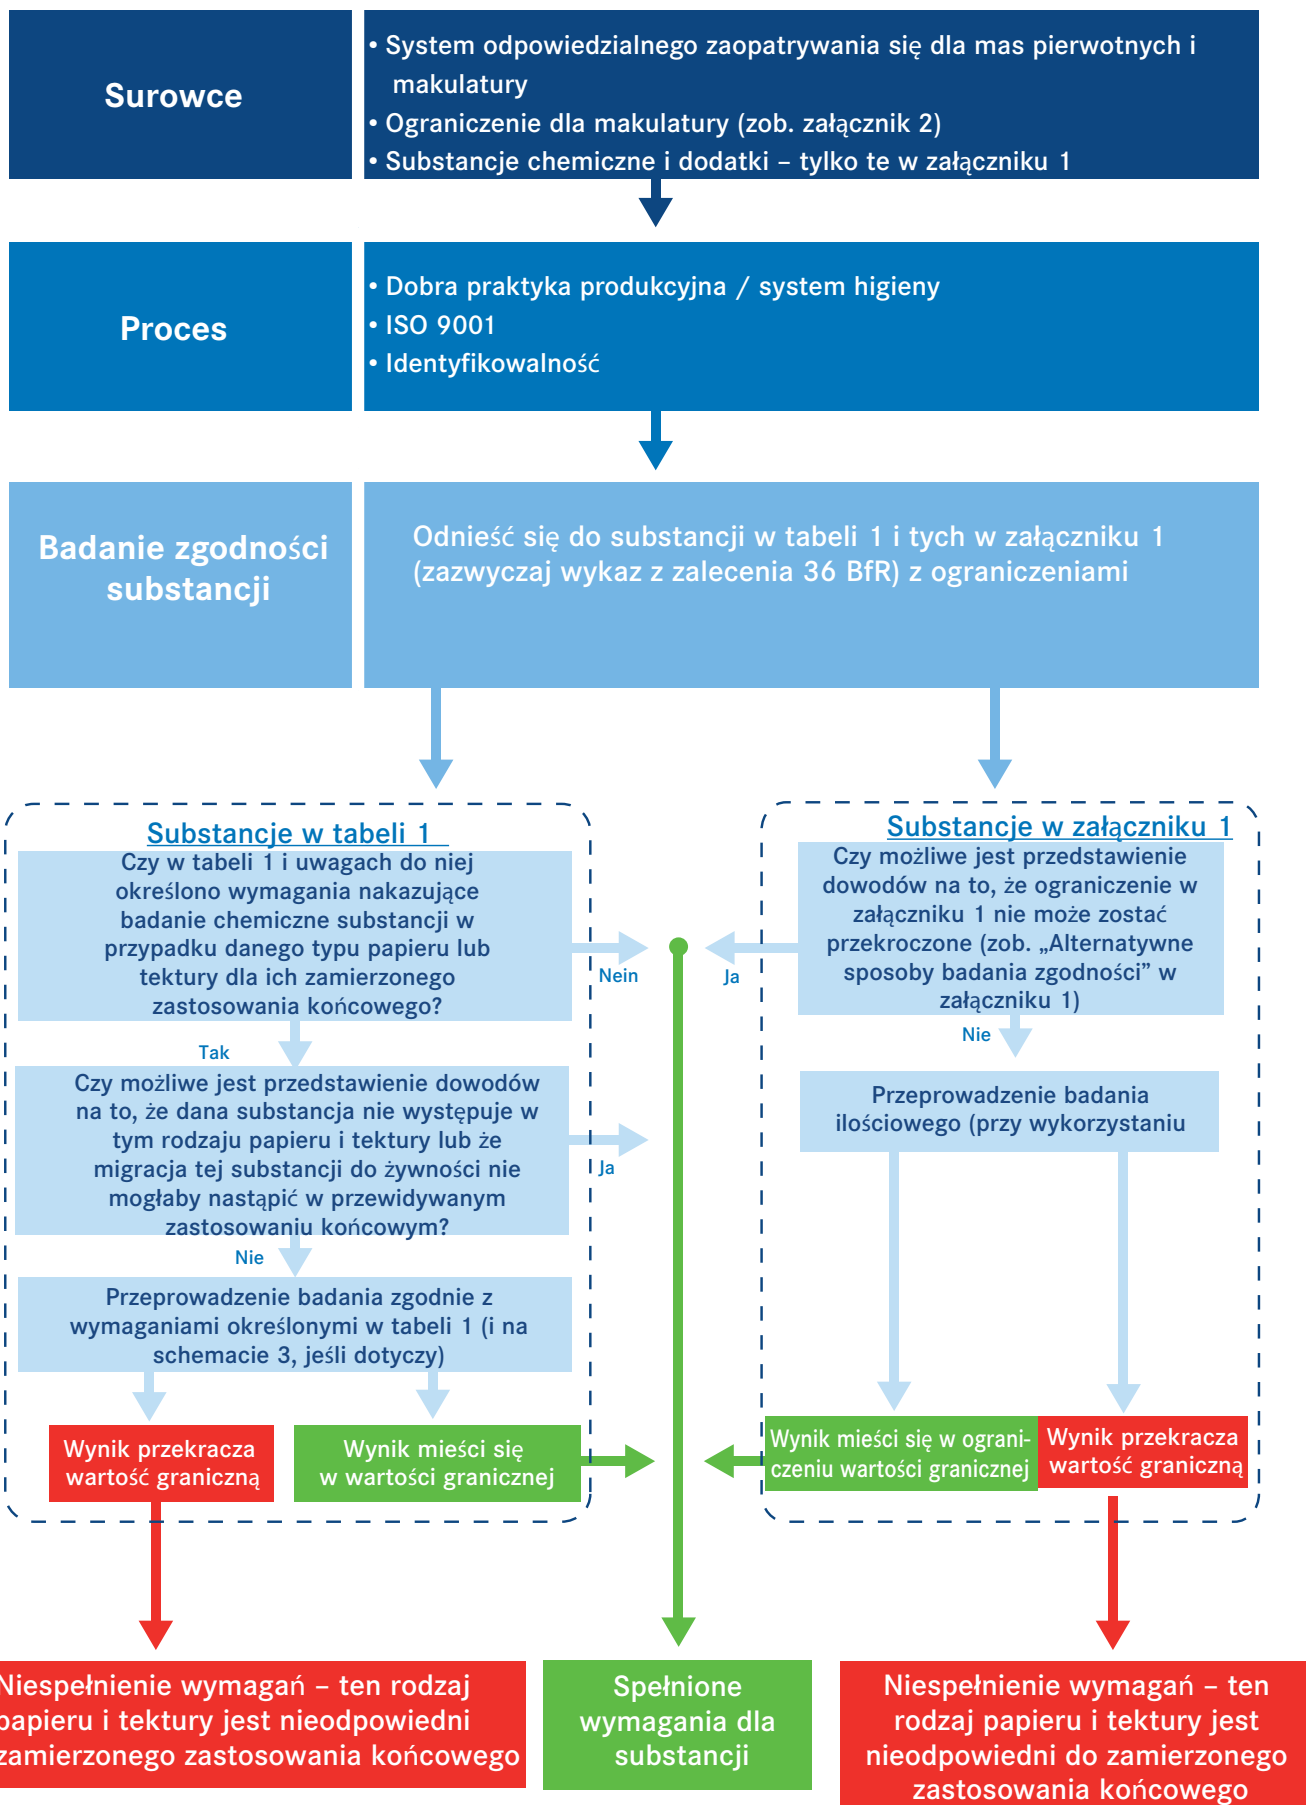 Surowce
• System odpowiedzialnego zaopatrywania się dla mas pierwotnych i
makulatury
• Ograniczenie dla makulatury (zob. załącznik 2)
• Substancje chemiczne i dodatki – tylko te w załączniku 1
Proces
• Dobra praktyka produkcyjna / system higieny
• ISO 9001
• Identyfikowalność
Badanie zgodności
substancji
Odnieść się do substancji w tabeli 1 i tych w załączniku 1
(zazwyczaj wykaz z zalecenia 36 BfR) z ograniczeniami
Substancje w tabeli 1
Czy w tabeli 1 i uwagach do niej
określono wymagania nakazujące
badanie chemiczne substancji w
przypadku danego typu papieru lub
tektury dla ich zamierzonego
zastosowania końcowego?
Nein
Tak
Czy możliwe jest przedstawienie dowodów
na to, że dana substancja nie występuje w
tym rodzaju papieru i tektury lub że
migracja tej substancji do żywności nie
mogłaby nastąpić w przewidywanym
zastosowaniu końcowym?
Ja
Nie
Przeprowadzenie badania zgodnie z
wymaganiami określonymi w tabeli 1 (i na
schemacie 3, jeśli dotyczy)
Wynik przekracza
wartość graniczną
Wynik mieści się
w wartości granicznej
Substancje w załączniku 1
Czy możliwe jest przedstawienie
dowodów na to, że ograniczenie w
załączniku 1 nie może zostać
przekroczone (zob. „Alternatywne
sposoby badania zgodności” w
załączniku 1)
Ja
Nie
Przeprowadzenie badania
ilościowego (przy wykorzystaniu
Wynik mieści się w ograni-
czeniu wartości granicznej
Wynik przekracza
wartość graniczną
Niespełnienie wymagań – ten rodzaj
papieru i tektury jest nieodpowiedni
zamierzonego zastosowania końcowego
Spełnione
wymagania dla
substancji
Niespełnienie wymagań – ten
rodzaj papieru i tektury jest
nieodpowiedni do zamierzonego
zastosowania końcowego